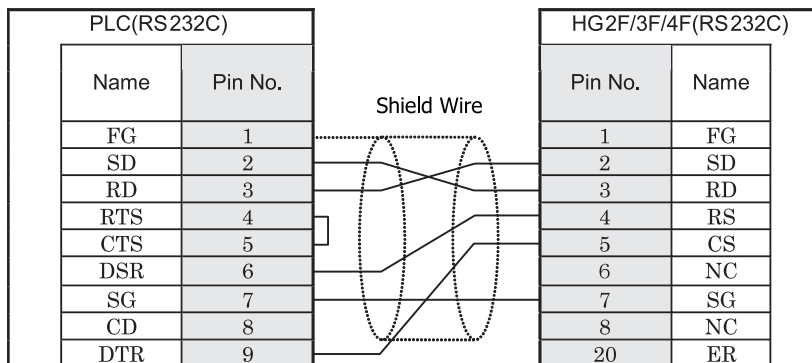 PLC(RS232C) HG2F/3F/4F(RS232C)
Name Pin No. Shield Wire Pin No. Name
FG 1 1 FG
SD 2 2 SD
RD 3 3 RD
RTS 4 4 RS
CTS 5 5 CS
DSR 6 6 NC
SG 7 7 SG
CD 8 8 NC
DTR 9 20 ER